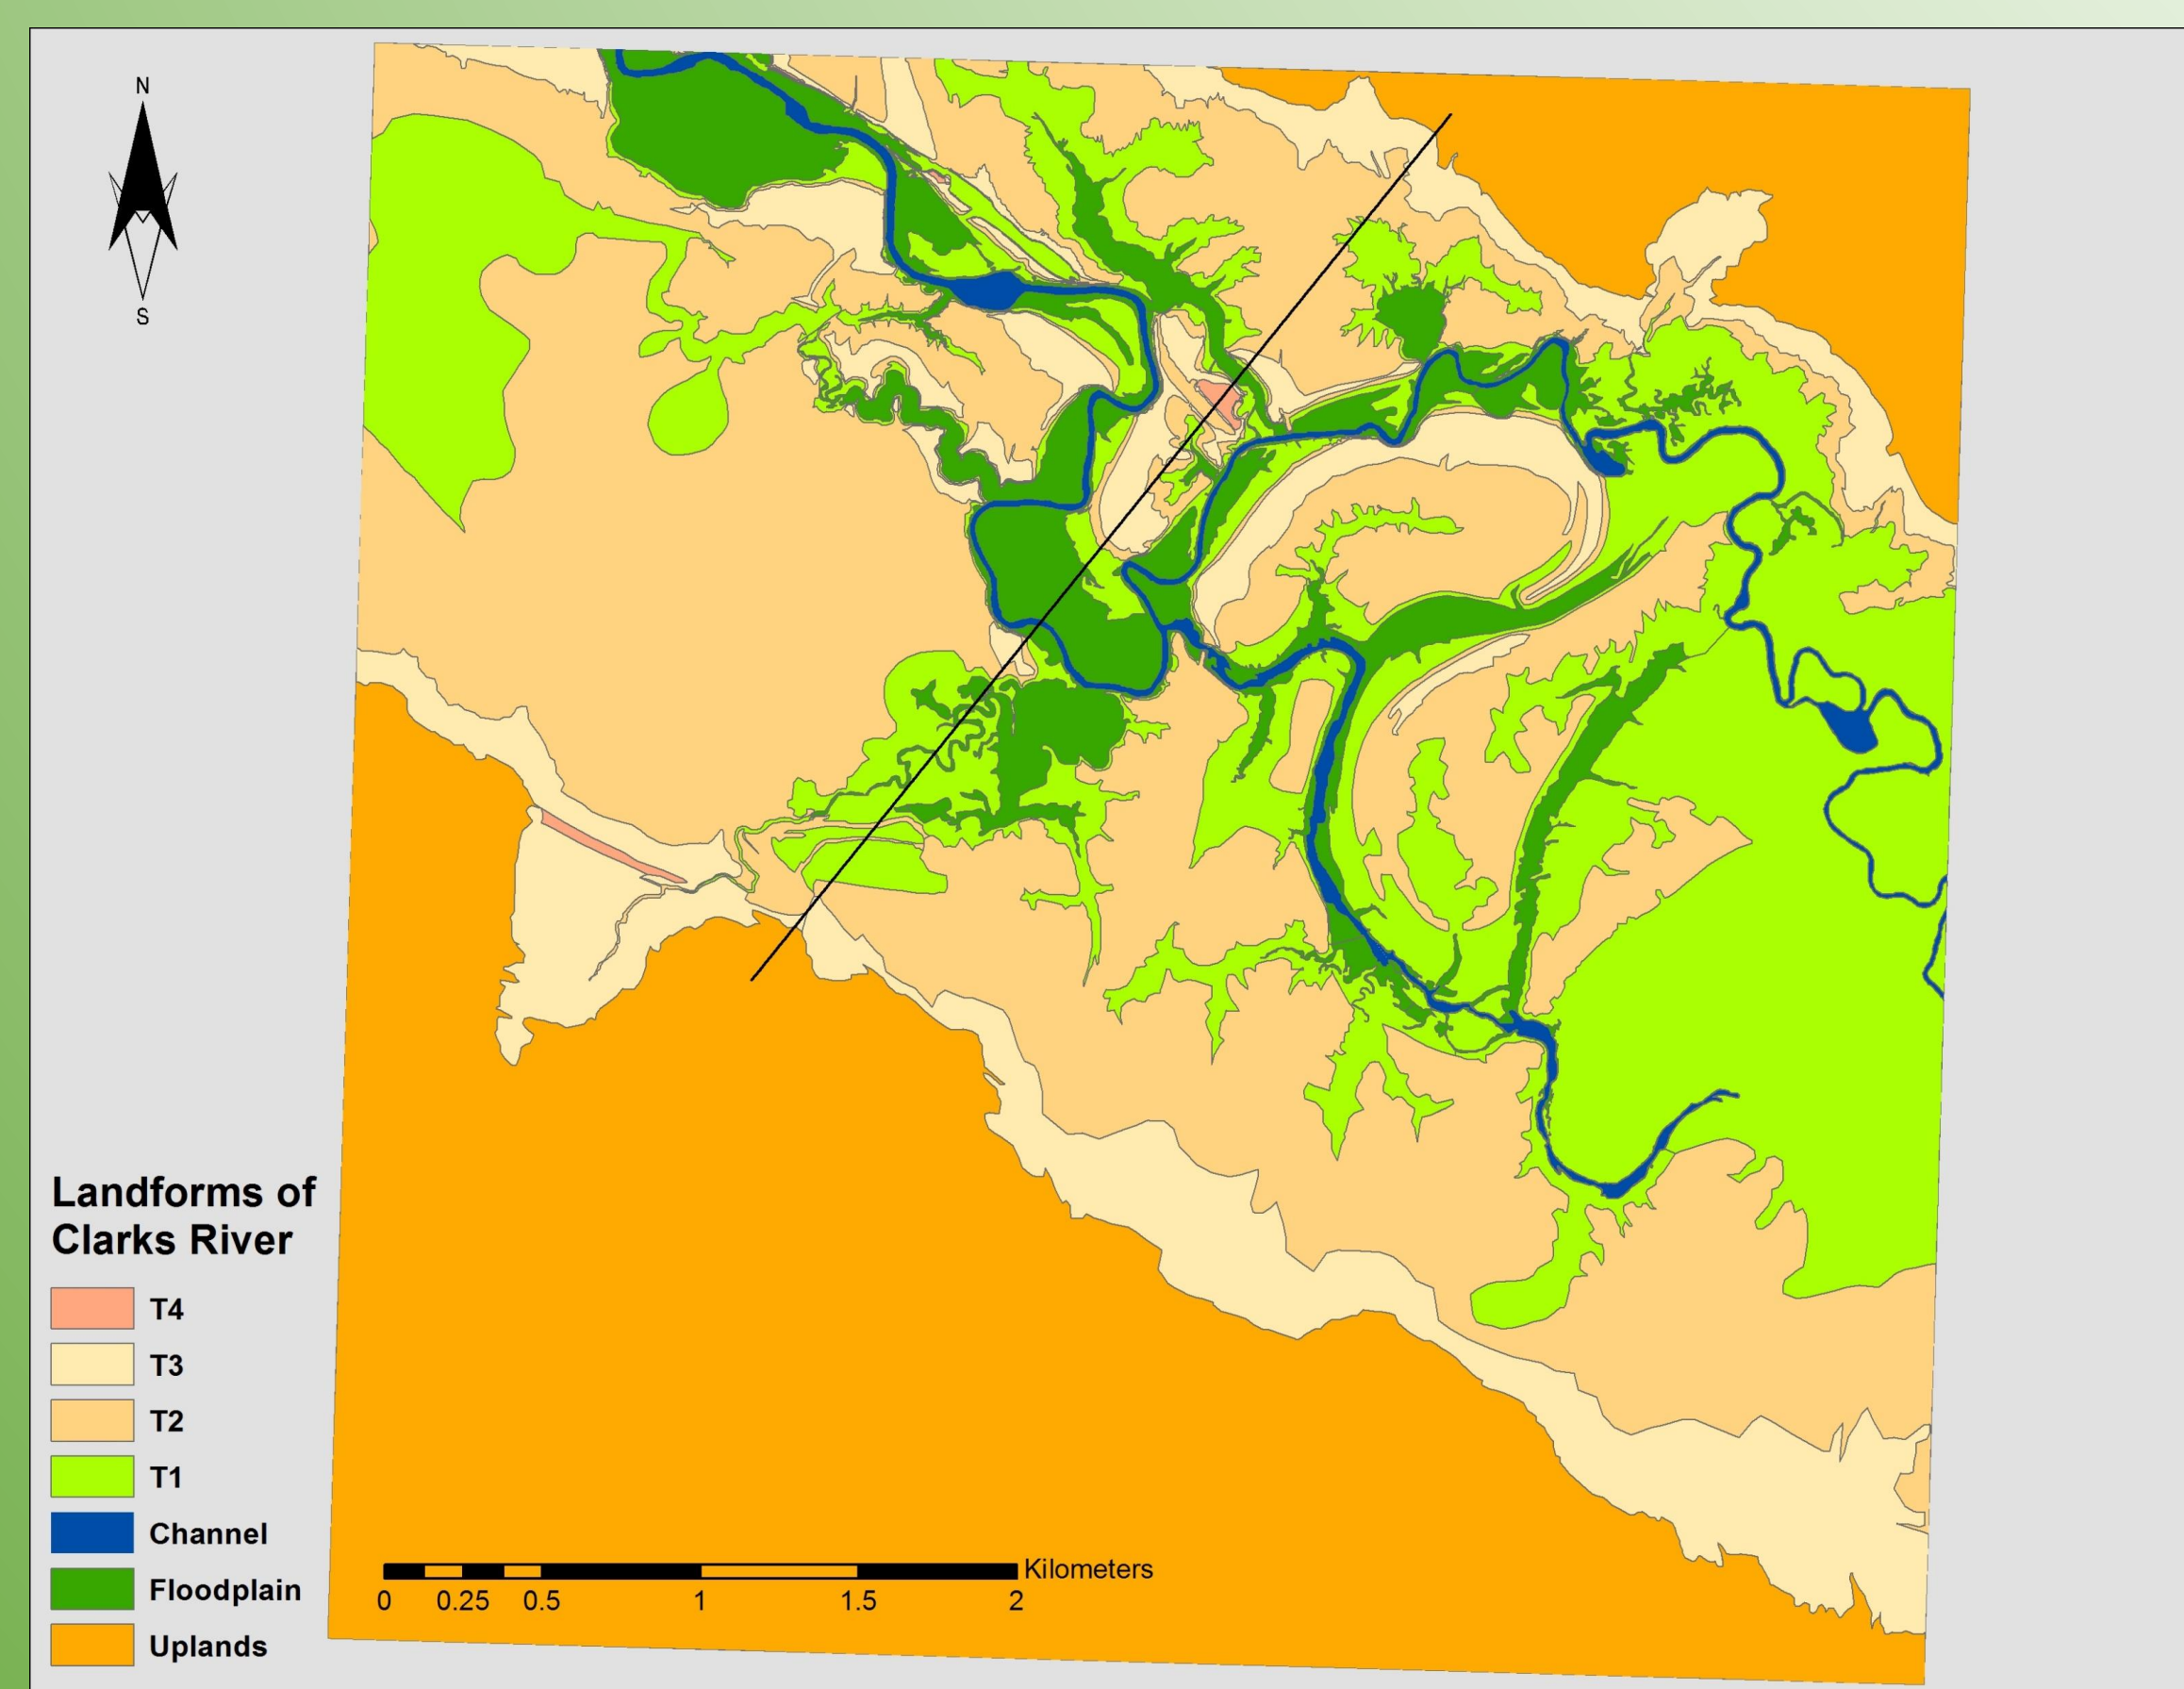 N
S
Landforms of
Clarks River
T4
T3
T2
T1
Channel
Floodplain
Uplands
Kilometers
0 0.25 0.5 1 1.5 2